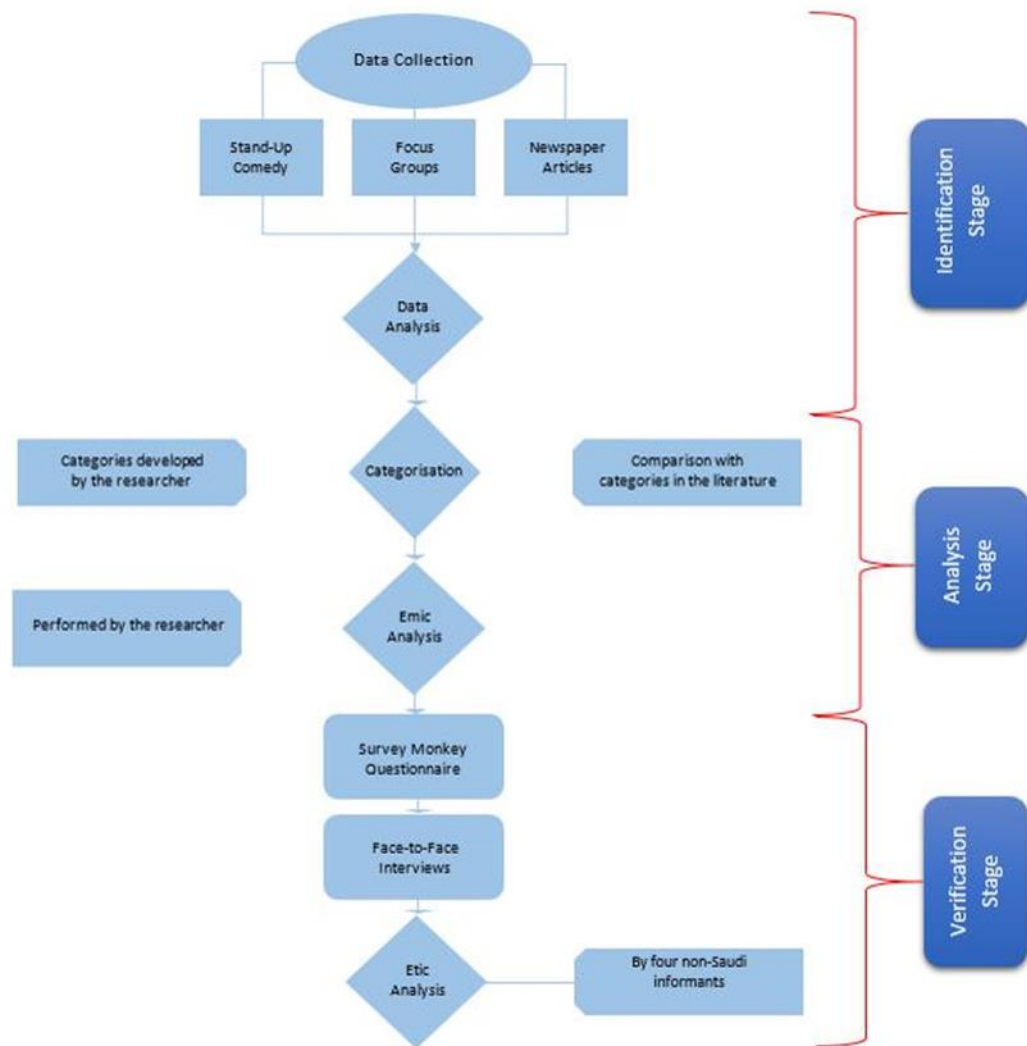 Data Collection
Stand-Up
Comedy
Focus
Groups
Newspaper
Articles
Identification
Stage
Data
Analysis
Categories developed
by the researcher
Categorisation
Comparison with
categories in the literature
Analysis
Stage
Performed by the researcher
Emic
Analysis
Survey Monkey
Questionnaire
Face-to-Face
Interviews
Verification
Stage
Etic
Analysis
By four non-Saudi
informants